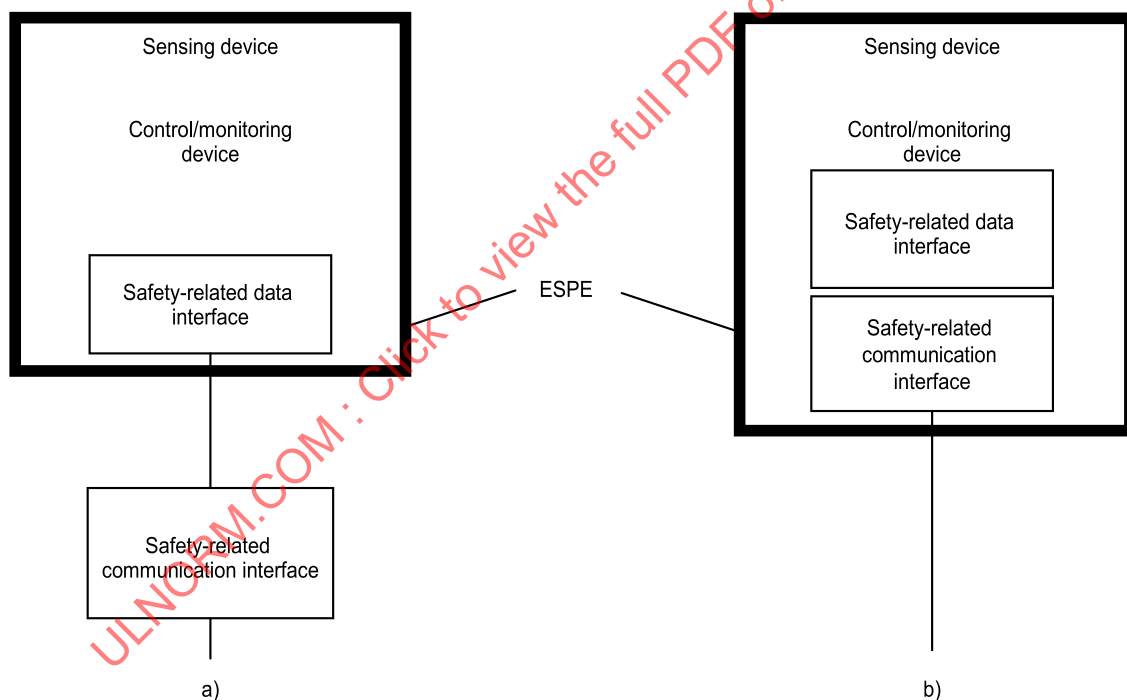 Sensing device
Control/monitoring
device
Safety-related data
interface
Safety-related
communication interface
a)
ESPE
Sensing device
Control/monitoring
device
Safety-related data
interface
Safety-related
communication
interface
b)
ULNORM.COM : Click to view the full PDF o